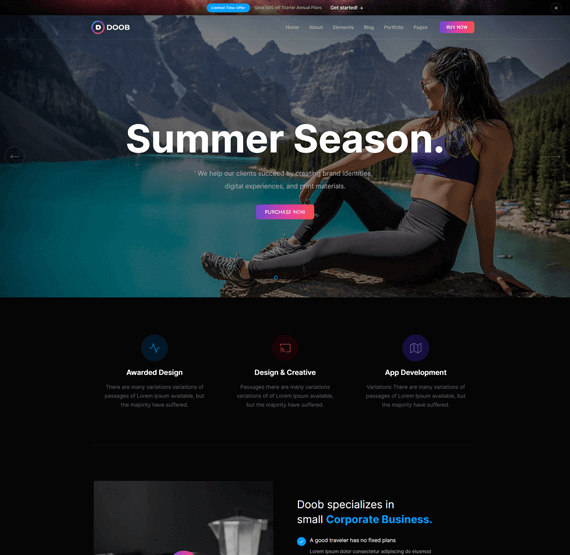 Limited Time Offer Save 50% off Starter Annual Plans Get started! →
D DOOB Home About Elements Blog Portfolio Pages BUY NOW
Summer Season.
We help our clients succeed by creating brand identities,
digital experiences, and print materials.
PURCHASE NOW
Awarded Design
There are many variations variations of
passages of Lorem Ipsum available, but
the majority have suffered.
Design & Creative
Passages there are many variations
variations of of Lorem Ipsum available,
but the majority have suffered.
App Development
Variations There are many variations of
passages of Lorem Ipsum available, but
the majority have suffered.
Doob specializes in
small Corporate Business.
A good traveler has no fixed plans
Lorem ipsum dolor consectetur adipiscing do eiusmod